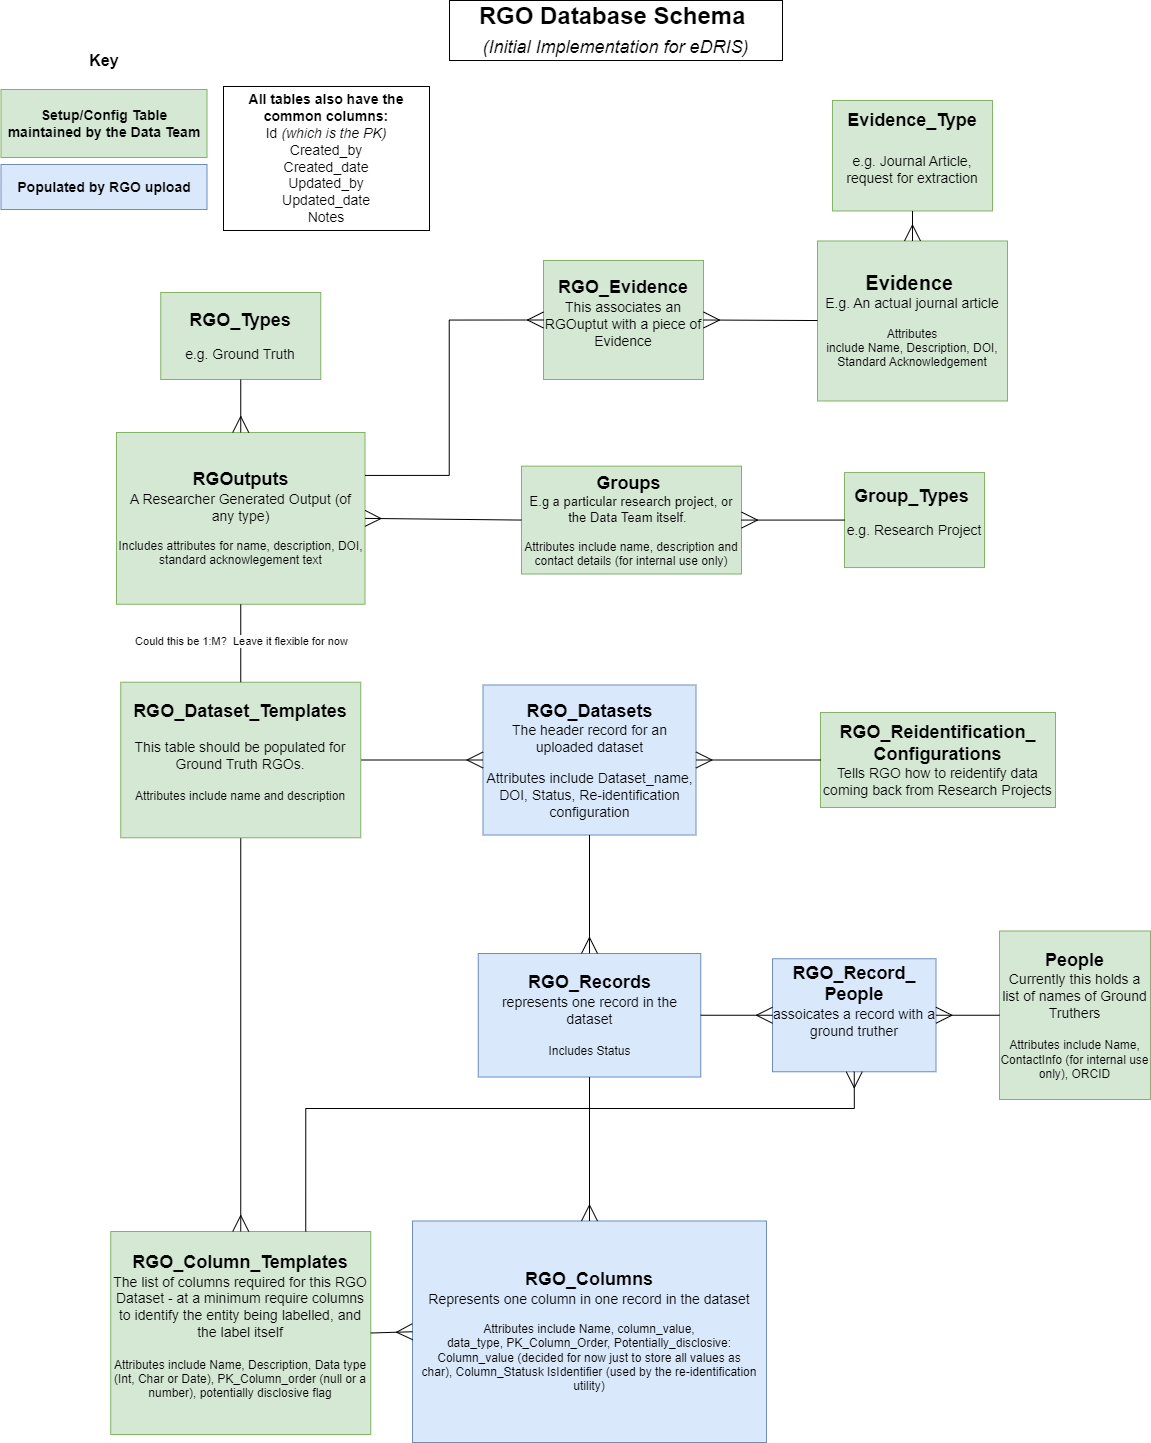 RGO Database Schema
(Initial Implementation for eDRIS)
Key
Setup/Config Table
maintained by the Data Team
Populated by RGO upload
All tables also have the
common columns:
Id (which is the PK)
Created_by
Created_date
Updated_by
Updated_date
Notes
Evidence_Type
e.g. Journal Article,
request for extraction
RGO_Evidence
This associates an
RGOuptut with a piece of
Evidence
Evidence
E.g. An actual journal article
Attributes
include Name, Description, DOI,
Standard Acknowledgement
RGO_Types
e.g. Ground Truth
RGOutputs
A Researcher Generated Output (of
any type)
Includes attributes for name, description, DOI,
standard acknowlegement text
Groups
E.g a particular research project, or
the Data Team itself.
Attributes include name, description and
contact details (for internal use only)
Group_Types
e.g. Research Project
Could this be 1:M?  Leave it flexible for now
RGO_Dataset_Templates
This table should be populated for
Ground Truth RGOs.
Attributes include name and description
RGO_Datasets
The header record for an
uploaded dataset
Attributes include Dataset_name,
DOI, Status, Re-identification
configuration
RGO_Reidentification_
Configurations
Tells RGO how to reidentify data
coming back from Research Projects
RGO_Records
represents one record in the
dataset
Includes Status
RGO_Record_
People
assoicates a record with a
ground truther
People
Currently this holds a
list of names of Ground
Truthers
Attributes include Name,
ContactInfo (for internal use
only), ORCID
RGO_Column_Templates
The list of columns required for this RGO
Dataset - at a minimum require columns
to identify the entity being labelled, and
the label itself
Attributes include Name, Description, Data type
(Int, Char or Date), PK_Column_order (null or a
number), potentially disclosive flag
RGO_Columns
Represents one column in one record in the dataset
Attributes include Name, column_value,
data_type, PK_Column_Order, Potentially_disclosive:
Column_value (decided for now just to store all values as
char), Column_Statusk IsIdentifier (used by the re-identification
utility)